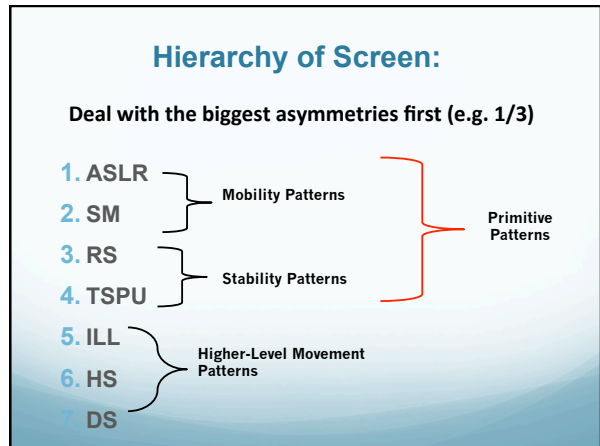 Hierarchy of Screen:
Deal with the biggest asymmetries first (e.g. 1/3)
1. ASLR
2. SM
Mobility Patterns
3. RS
4. TSPU
Stability Patterns
Primitive
Patterns
5. ILL
6. HS
7. DS
Higher-Level Movement
Patterns